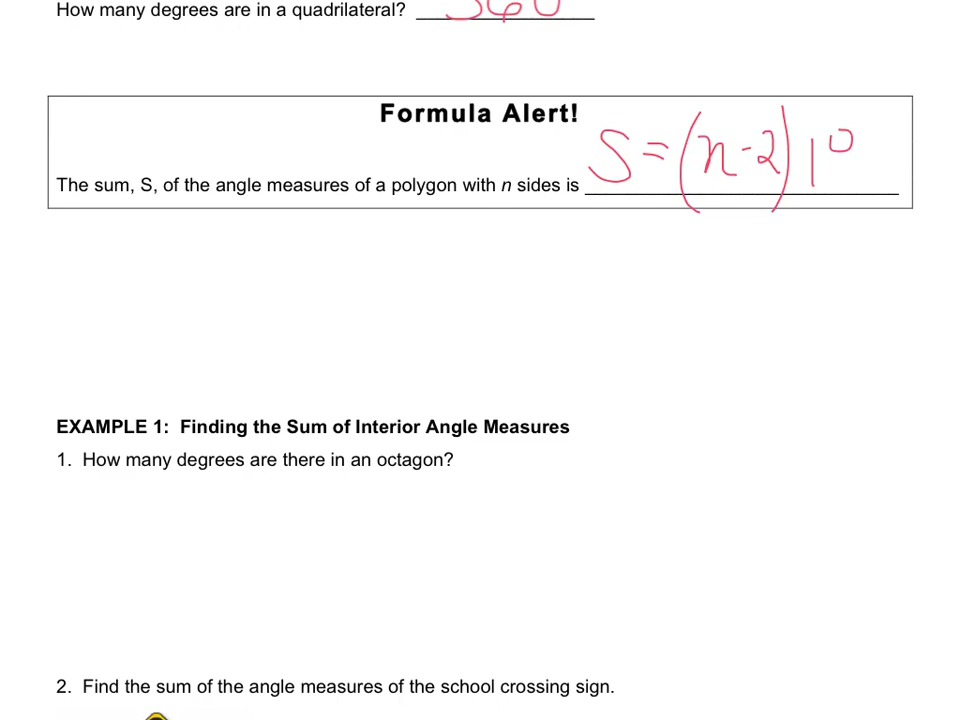 How many degrees are in a quadrilateral? 360
Formula Alert!
The sum, S, of the angle measures of a polygon with n sides is S = (n-2) 10
EXAMPLE 1: Finding the Sum of Interior Angle Measures
1. How many degrees are there in an octagon?
2. Find the sum of the angle measures of the school crossing sign.